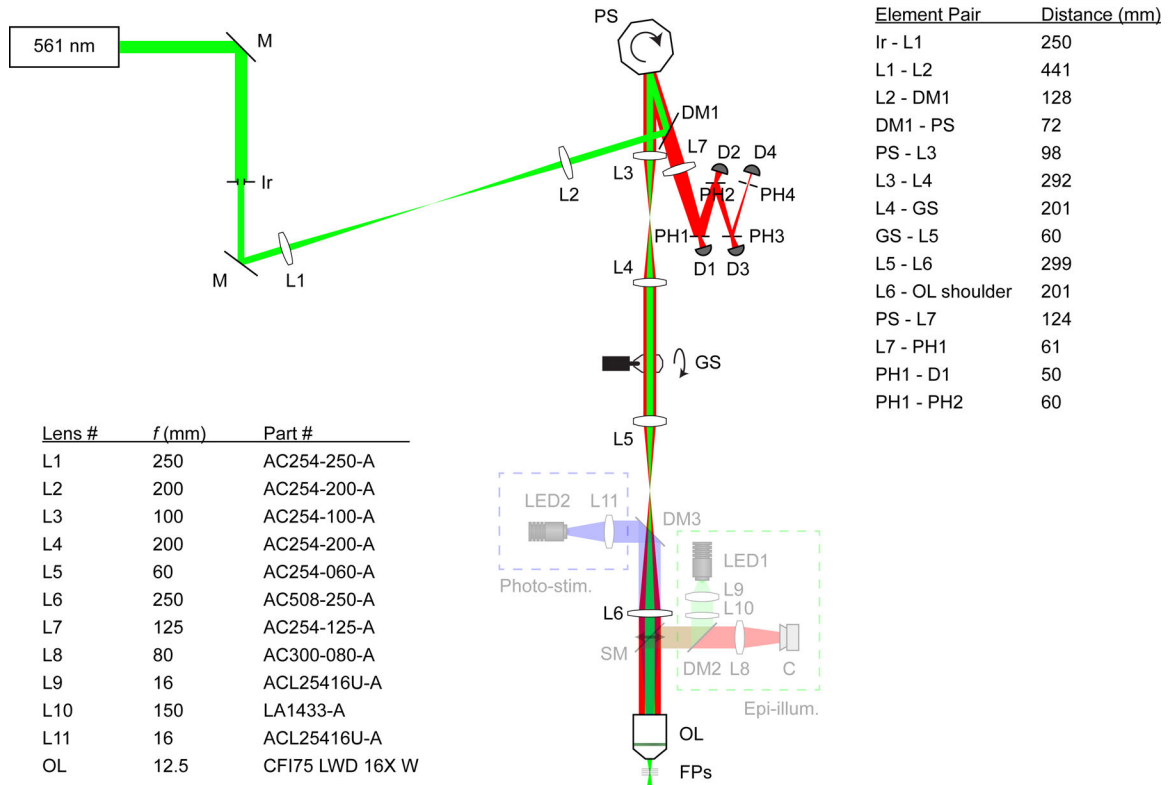 561 nm
M
Ir
M
L1
L2
PS
DM1
L3
L7
D2
D4
PH2
PH4
PH1
PH3
D1
D3
L4
GS
L5
LED2
L11
DM3
Photo-stim.
LED1
L9
L10
L6
SM
DM2
L8
C
Epi-illum.
OL
FPs
Element Pair Distance (mm)
Ir - L1 250
L1 - L2 441
L2 - DM1 128
DM1 - PS 72
PS - L3 98
L3 - L4 292
L4 - GS 201
GS - L5 60
L5 - L6 299
L6 - OL shoulder 201
PS - L7 124
L7 - PH1 61
PH1 - D1 50
PH1 - PH2 60
Lens # f (mm) Part #
L1 250 AC254-250-A
L2 200 AC254-200-A
L3 100 AC254-100-A
L4 200 AC254-200-A
L5 60 AC254-060-A
L6 250 AC508-250-A
L7 125 AC254-125-A
L8 80 AC300-080-A
L9 16 ACL25416U-A
L10 150 LA1433-A
L11 16 ACL25416U-A
OL 12.5 CFI75 LWD 16X W